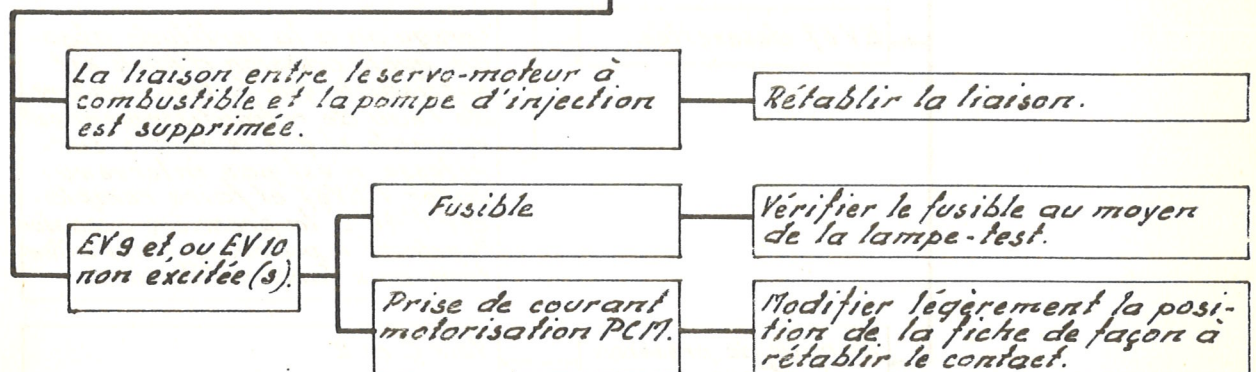 La liaison entre le servo-moteur à
combustible et la pompe d'injection
est supprimée.
Rétablir la liaison.
EV9 et, ou EV10
non excitée(s).
Fusible
Vérifier le fusible au moyen
de la lampe-test.
Prise de courant
motorisation PCM.
Modifier légèrement la posi-
tion de la fiche de façon à
rétablir le contact.